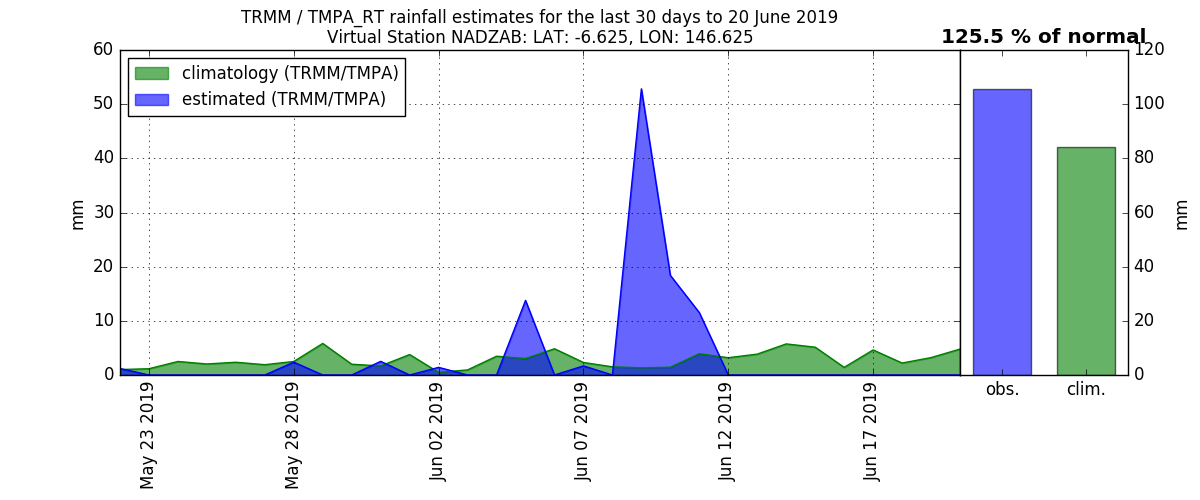 TRMM / TMPA_RT rainfall estimates for the last 30 days to 20 June 2019
Virtual Station NADZAB: LAT: -6.625, LON: 146.625
125.5 % of normal
climatology (TRMM/TMPA)
estimated (TRMM/TMPA)
60
50
40
30
20
10
0
mm
May 23 2019
May 28 2019
Jun 02 2019
Jun 07 2019
Jun 12 2019
Jun 17 2019
120
100
80
60
40
20
0
mm
obs.
clim.